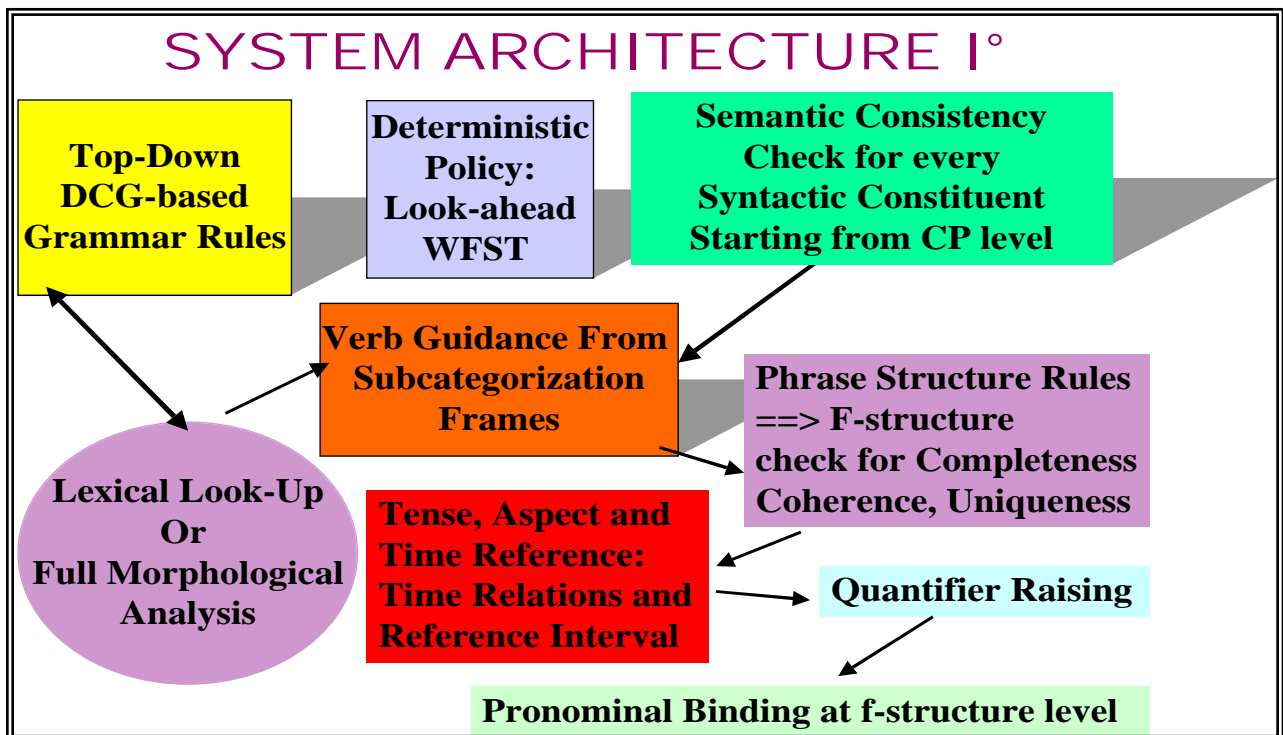 SYSTEM ARCHITECTURE I°
Top-Down
DCG-based
Grammar Rules
Deterministic
Policy:
Look-ahead
WFST
Semantic Consistency
Check for every
Syntactic Constituent
Starting from CP level
Verb Guidance From
Subcategorization
Frames
Phrase Structure Rules
==> F-structure
check for Completeness
Coherence, Uniqueness
Lexical Look-Up
Or
Full Morphological
Analysis
Tense, Aspect and
Time Reference:
Time Relations and
Reference Interval
Quantifier Raising
Pronominal Binding at f-structure level